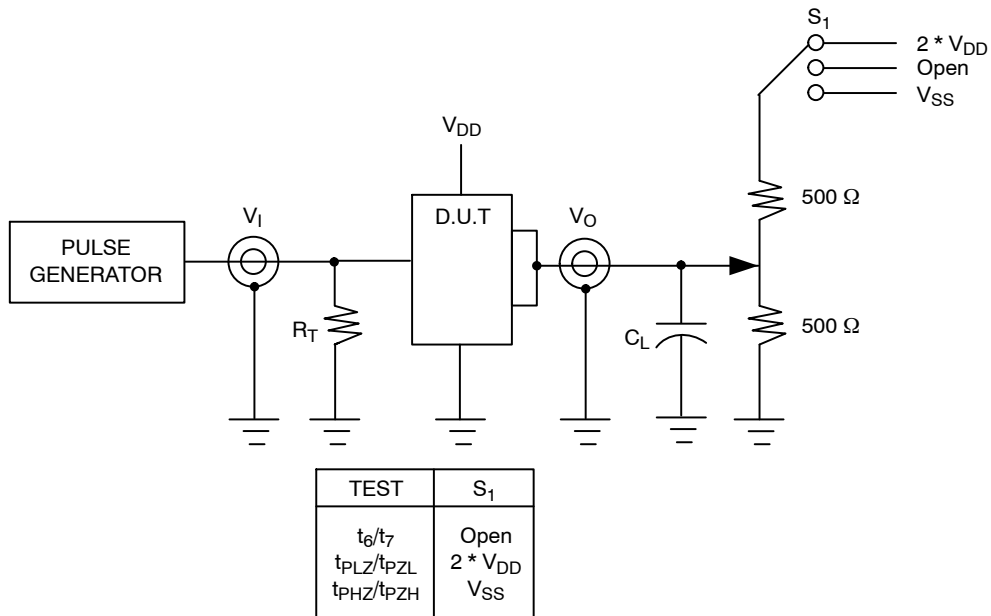 S1
2 * VDD
Open
VSS
VDD
500 Ω
VI
D.U.T
VO
PULSE
GENERATOR
RT
CL
500 Ω
TEST S1
t6/t7 Open
tPLZ/tPZL 2 * VDD
tPHZ/tPZH VSS